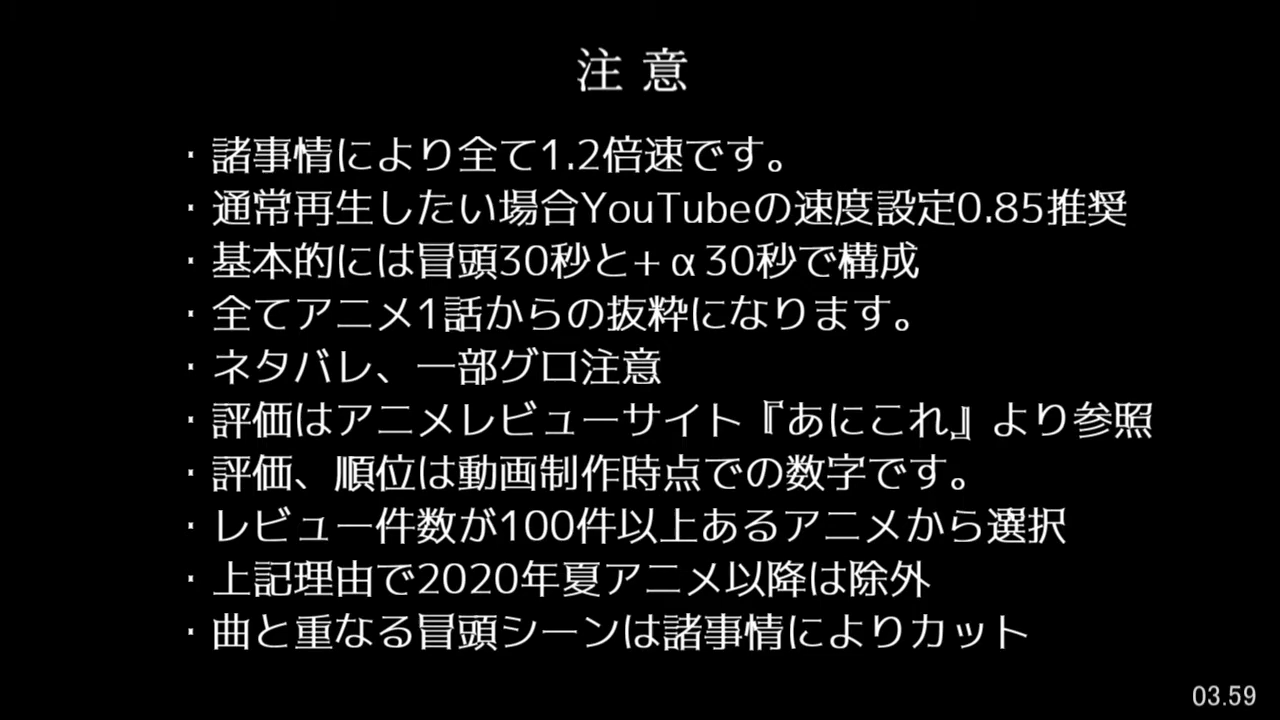 注意
・諸事情により全て1.2倍速です。
・通常再生したい場合YouTubeの速度設定0.85推奨
・基本的には冒頭30秒と＋α30秒で構成
・全てアニメ1話からの抜粋になります。
・ネタバレ、一部グロ注意
・評価はアニメレビューサイト『あにこれ』より参照
・評価、順位は動画制作時点での数字です。
・レビュー件数が100件以上あるアニメから選択
・上記理由で2020年夏アニメ以降は除外
・曲と重なる冒頭シーンは諸事情によりカット
03.59